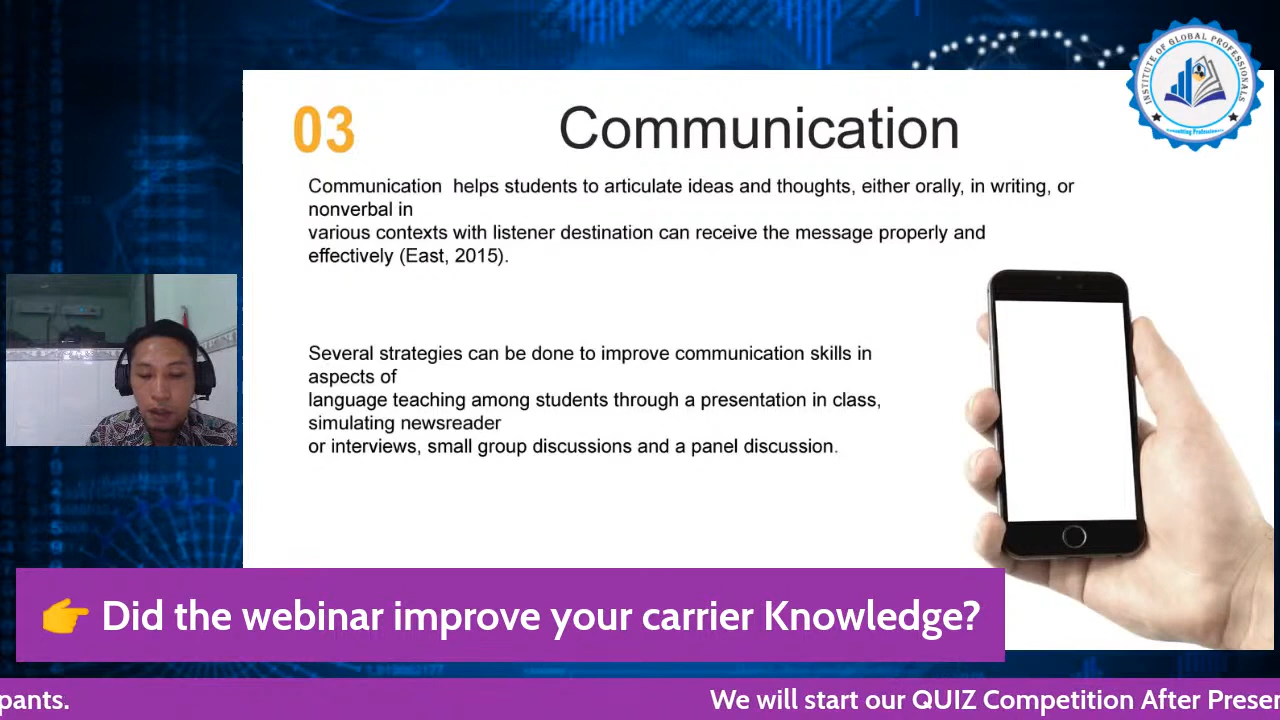 INSTITUTE OF GLOBAL PROFESSIONALS
Consulting Professionals
03
Communication
Communication  helps students to articulate ideas and thoughts, either orally, in writing, or
nonverbal in
various contexts with listener destination can receive the message properly and
effectively (East, 2015).
Several strategies can be done to improve communication skills in
aspects of
language teaching among students through a presentation in class,
simulating newsreader
or interviews, small group discussions and a panel discussion.
👉 Did the webinar improve your carrier Knowledge?
pants. We will start our QUIZ Competition After Presen